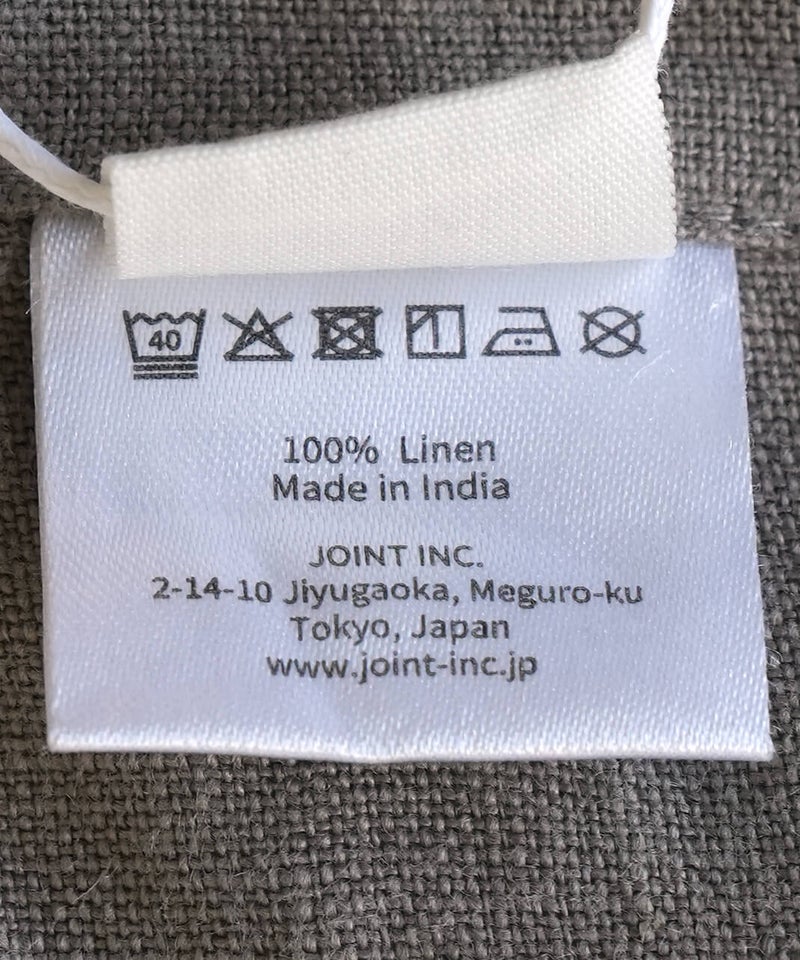 40
100% Linen
Made in India
JOINT INC.
2-14-10 Jiyugaoka, Meguro-ku
Tokyo, Japan
www.joint-inc.jp